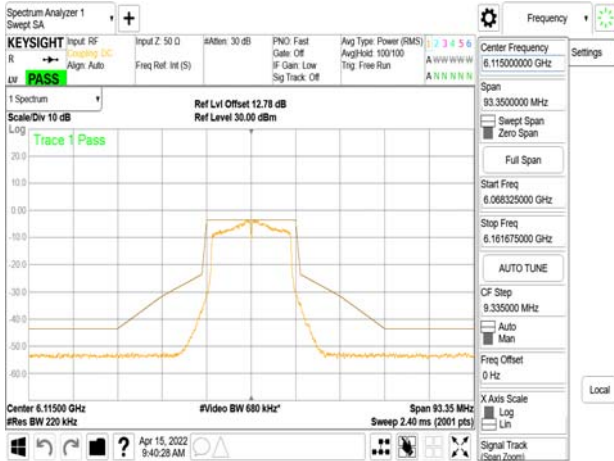 Spectrum Analyzer 1
Swept SA
+
Frequency
KEYSIGHT
Input: RF
Input Z: 50 Ω
#Atten: 30 dB
PNO: Fast
Avg Type: Power (RMS)
1 2 3 4 5 6
R
Coupling: DC
Gate: Off
Avg|Hold: 100/100
A W W W W W
Align: Auto
Freq Ref: Int (S)
IF Gain: Low
Trig: Free Run
Sig Track: Off
A N N N N N
LV
PASS
1 Spectrum
Ref Lvl Offset 12.78 dB
Scale/Div 10 dB
Ref Level 30.00 dBm
Log
Trace 1 Pass
20.0
10.0
0.00
-10.0
-20.0
-30.0
-40.0
-50.0
-60.0
Center 6.11500 GHz
#Video BW 680 kHz*
Span 93.35 MHz
#Res BW 220 kHz
Sweep 2.40 ms (2001 pts)
?
Apr 15, 2022
9:40:28 AM
Center Frequency
6.115000000 GHz
Settings
Span
93.3500000 MHz
Swept Span
Zero Span
Full Span
Start Freq
6.068325000 GHz
Stop Freq
6.161675000 GHz
AUTO TUNE
CF Step
9.335000 MHz
Auto
Man
Freq Offset
0 Hz
Local
X Axis Scale
Log
Lin
Signal Track
(Span Zoom)